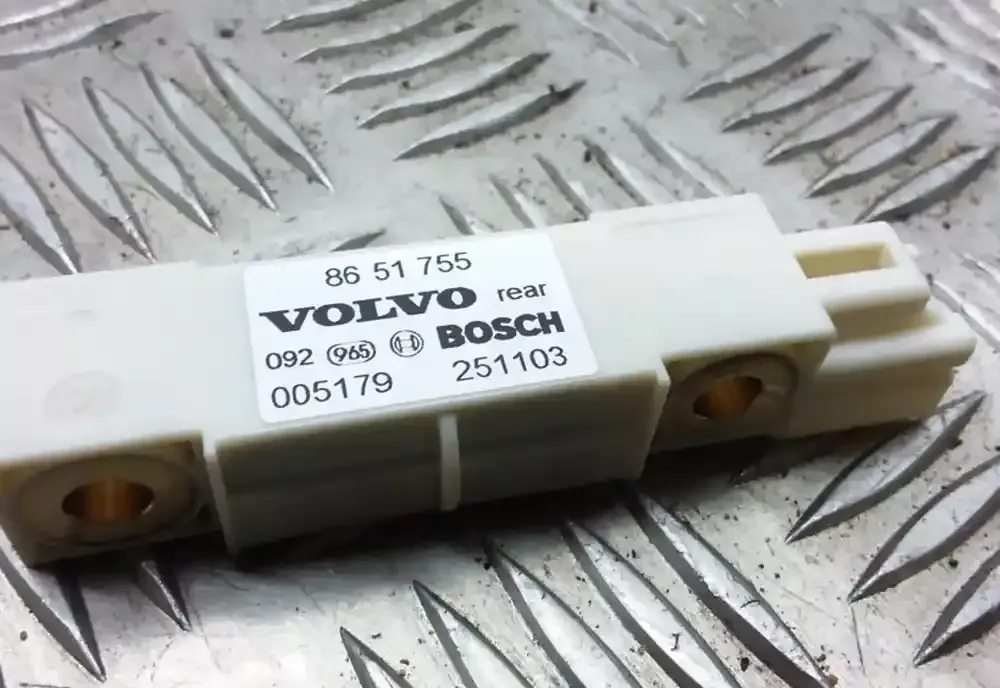 86 51 755
VOLVO rear
092 965 BOSCH
005179 251103